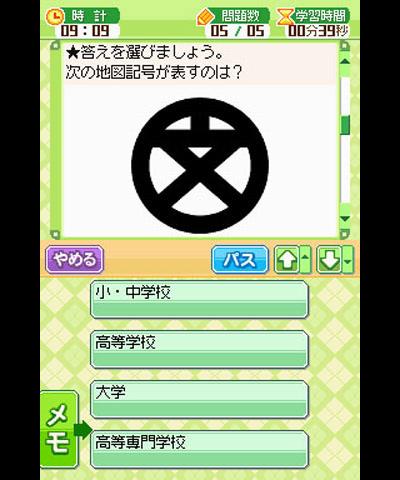 時計
問題数
学習時間
09:09
05/05
00分39秒
★答えを選びましょう。
次の地図記号が表すのは？
文
やめる
パス
小・中学校
高等学校
大学
高等専門学校
メモ